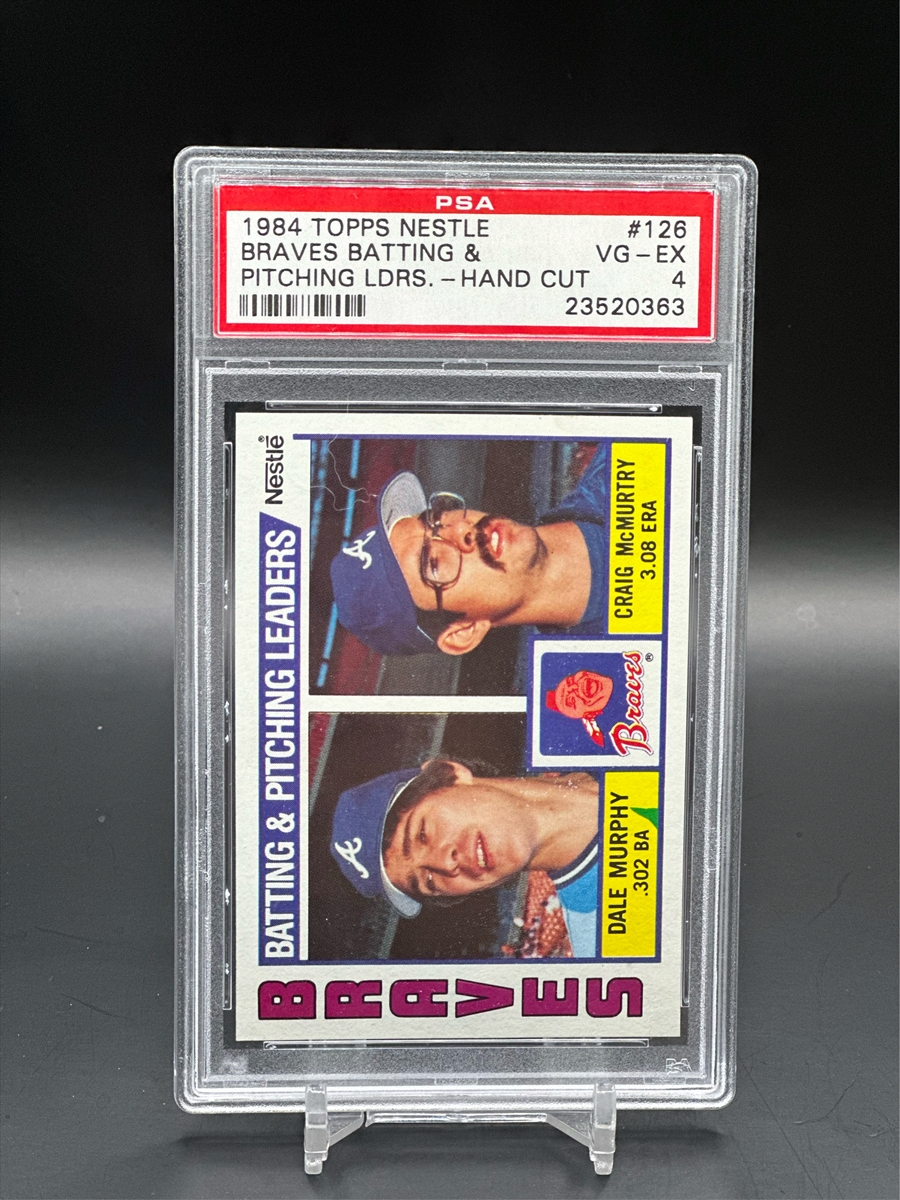 PSA
1984 TOPPS NESTLE #126
BRAVES BATTING & VG-EX
PITCHING LDRS. - HAND CUT 4
23520363
BRAVES
BATTING & PITCHING LEADERS
Nestlé®
A
A
DALE MURPHY
.302 BA
Braves®
CRAIG McMURTRY
3.08 ERA